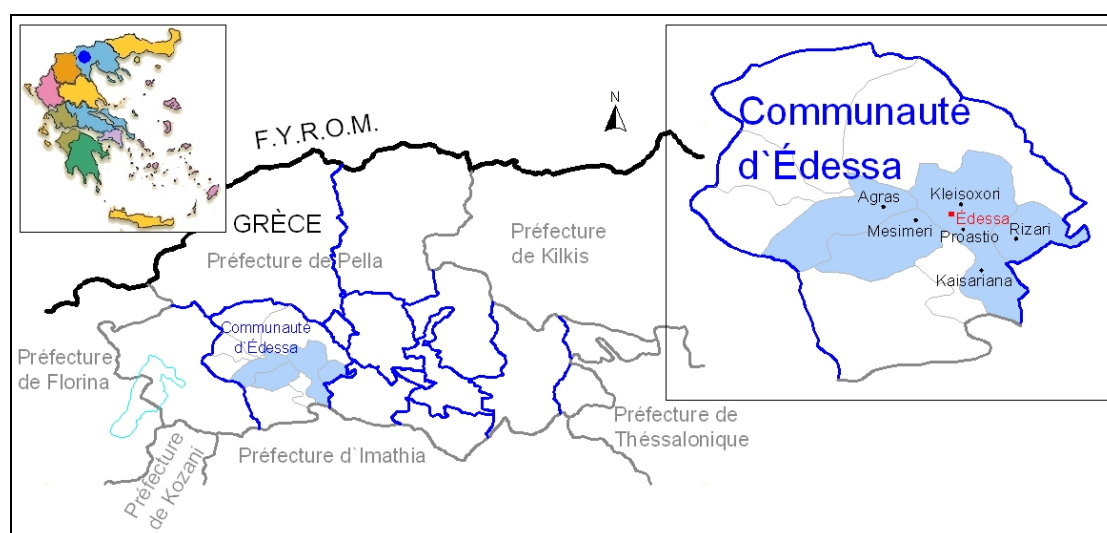 N
F.Y.R.O.M.
GRÈCE
Préfecture de Pella
Préfecture
de Kilkis
Communauté
d`Édessa
Préfecture
de Florina
Préfecture
de Kozani
Préfecture d`Imathia
Préfecture de
Théssalonique
Communauté
d`Édessa
Agras
Kleisoxori
Édessa
Mesimeri
Proastio
Rizari
Kaisariana